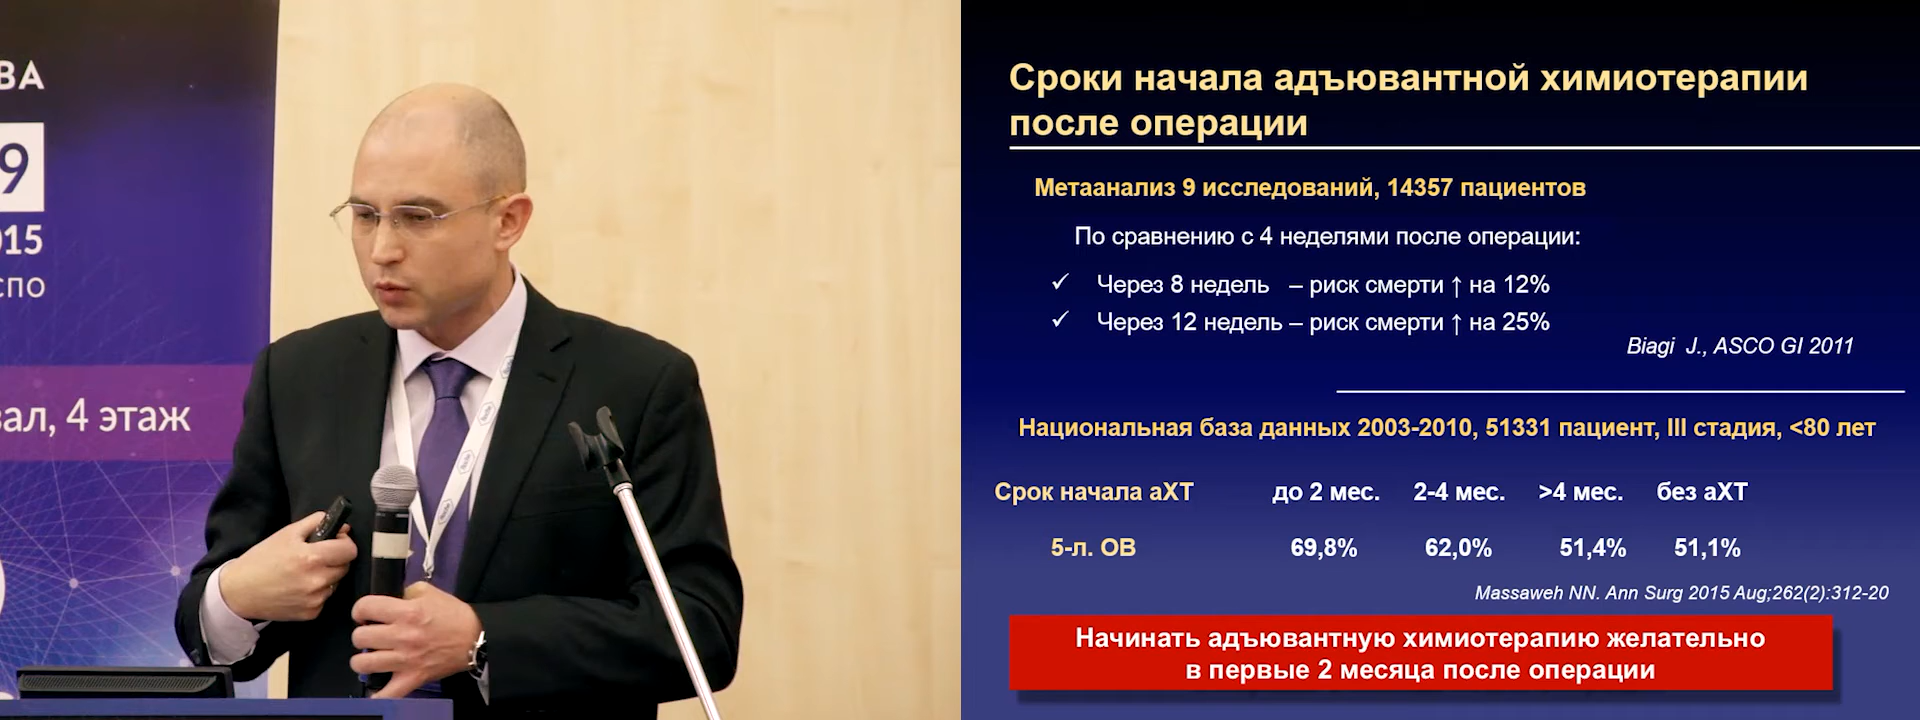 ВА
9
015
спо
зал, 4 этаж
Сроки начала адъювантной химиотерапии
после операции
Метаанализ 9 исследований, 14357 пациентов
По сравнению с 4 неделями после операции:
✓ Через 8 недель – риск смерти ↑ на 12%
✓ Через 12 недель – риск смерти ↑ на 25%
Biagi J., ASCO GI 2011
Национальная база данных 2003-2010, 51331 пациент, III стадия, <80 лет
Срок начала аХТ до 2 мес. 2-4 мес. >4 мес. без аХТ
5-л. ОВ 69,8% 62,0% 51,4% 51,1%
Massaweh NN. Ann Surg 2015 Aug;262(2):312-20
Начинать адъювантную химиотерапию желательно
в первые 2 месяца после операции